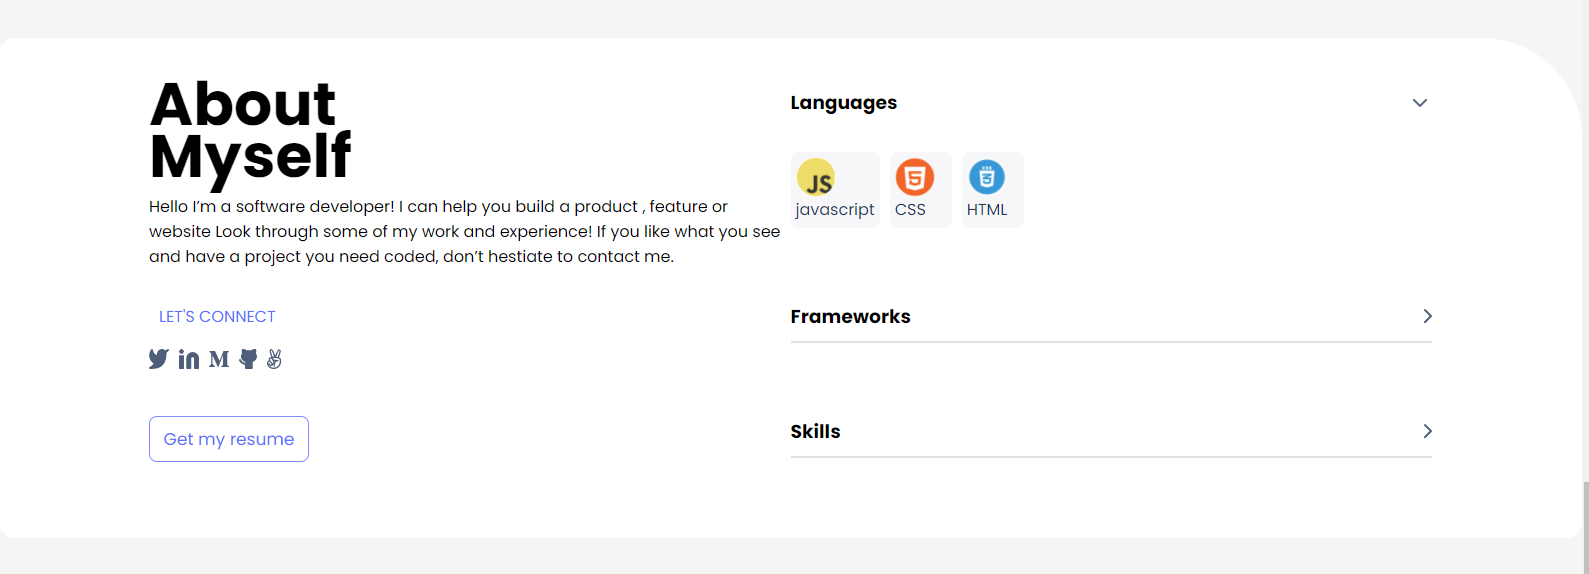 About
Myself
Hello I’m a software developer! I can help you build a product , feature or
website Look through some of my work and experience! If you like what you see
and have a project you need coded, don’t hestiate to contact me.
LET'S CONNECT
Get my resume
Languages
JS
javascript CSS HTML
Frameworks
Skills